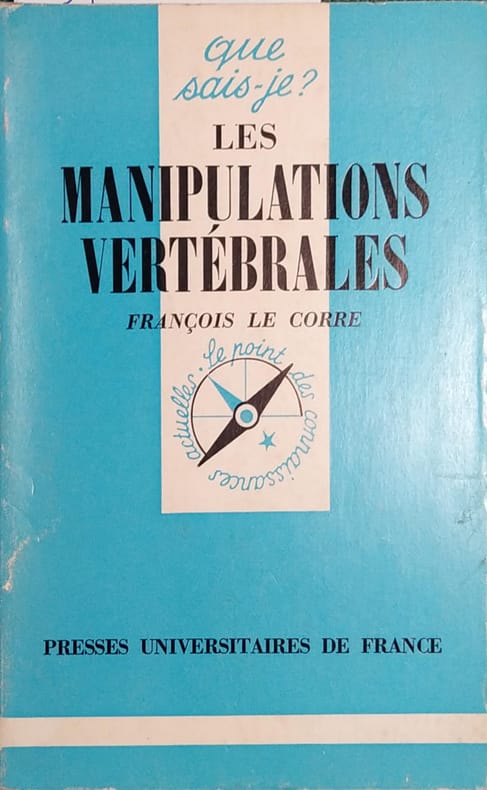 que
sais-je?
LES
MANIPULATIONS
VERTÉBRALES
FRANÇOIS LE CORRE
le point des connaissances actuelles.
PRESSES UNIVERSITAIRES DE FRANCE